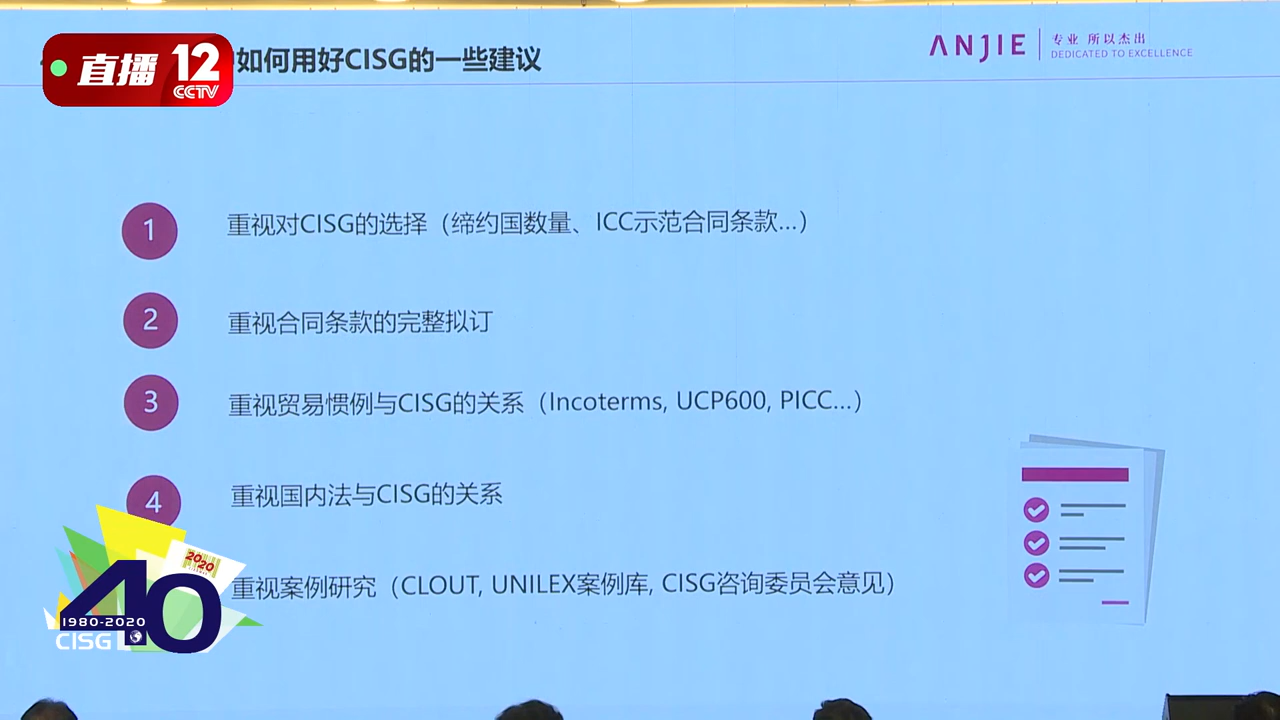 直播 12
CCTV
如何用好CISG的一些建议
ANJIE 专业 所以杰出
DEDICATED TO EXCELLENCE
1 重视对CISG的选择（缔约国数量、ICC示范合同条款...）
2 重视合同条款的完整拟订
3 重视贸易惯例与CISG的关系（Incoterms, UCP600, PICC...）
4 重视国内法与CISG的关系
重视案例研究（CLOUT, UNILEX案例库, CISG咨询委员会意见）
2020
40
1980-2020
CISG